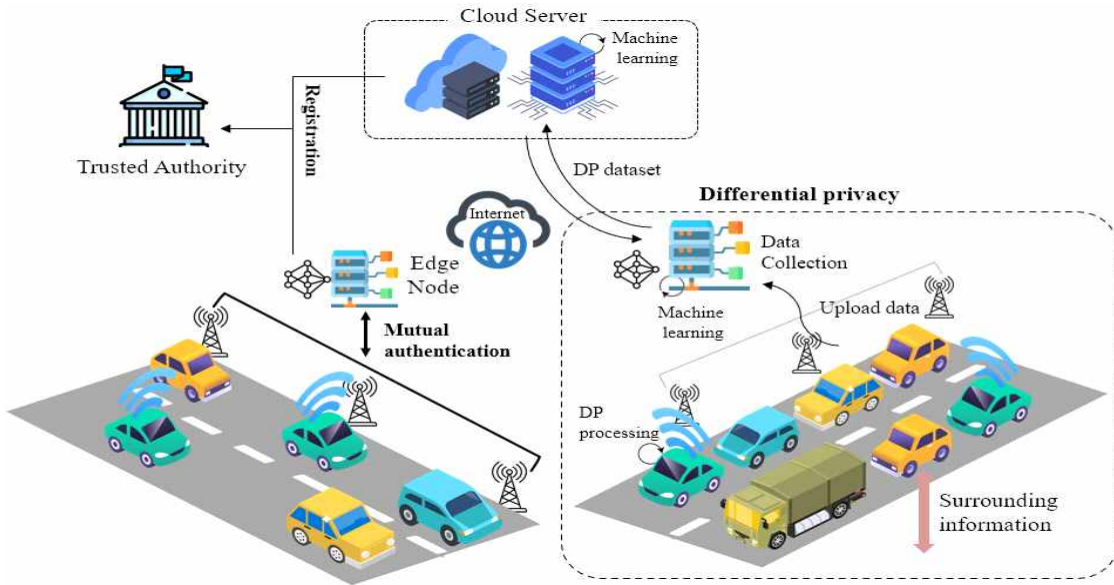 Cloud Server
Machine
learning
Registration
Trusted Authority
DP dataset
Differential privacy
Internet
Edge
Node
Data
Collection
Machine
learning
Upload data
Mutual
authentication
DP
processing
Surrounding
information